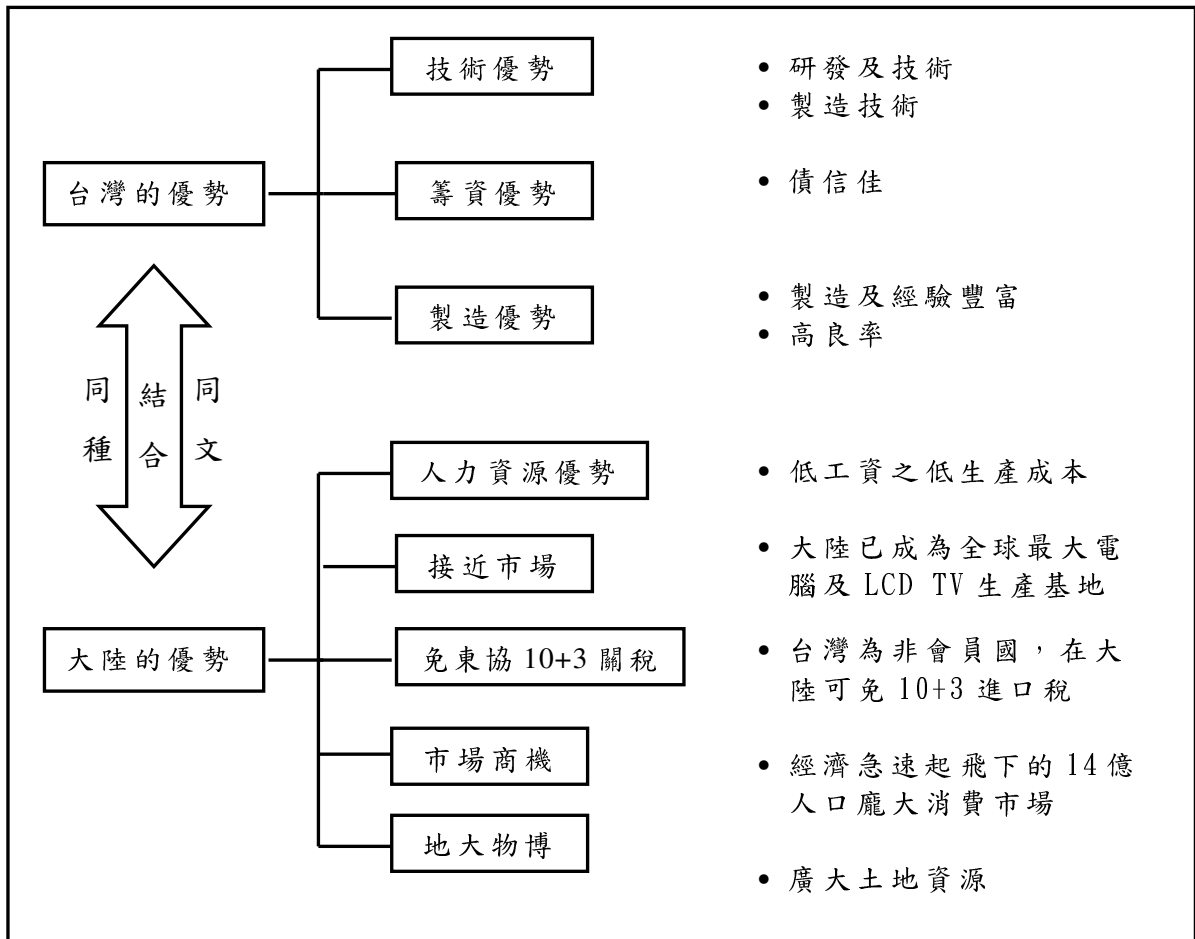 技術優勢
• 研發及技術
• 製造技術
台灣的優勢
籌資優勢
• 債信佳
製造優勢
• 製造及經驗豐富
• 高良率
同種
結合
同文
人力資源優勢
• 低工資之低生產成本
接近市場
• 大陸已成為全球最大電
腦及 LCD TV 生產基地
大陸的優勢
免東協 10+3 關稅
• 台灣為非會員國，在大
陸可免 10+3 進口稅
市場商機
• 經濟急速起飛下的 14 億
人口龐大消費市場
地大物博
• 廣大土地資源